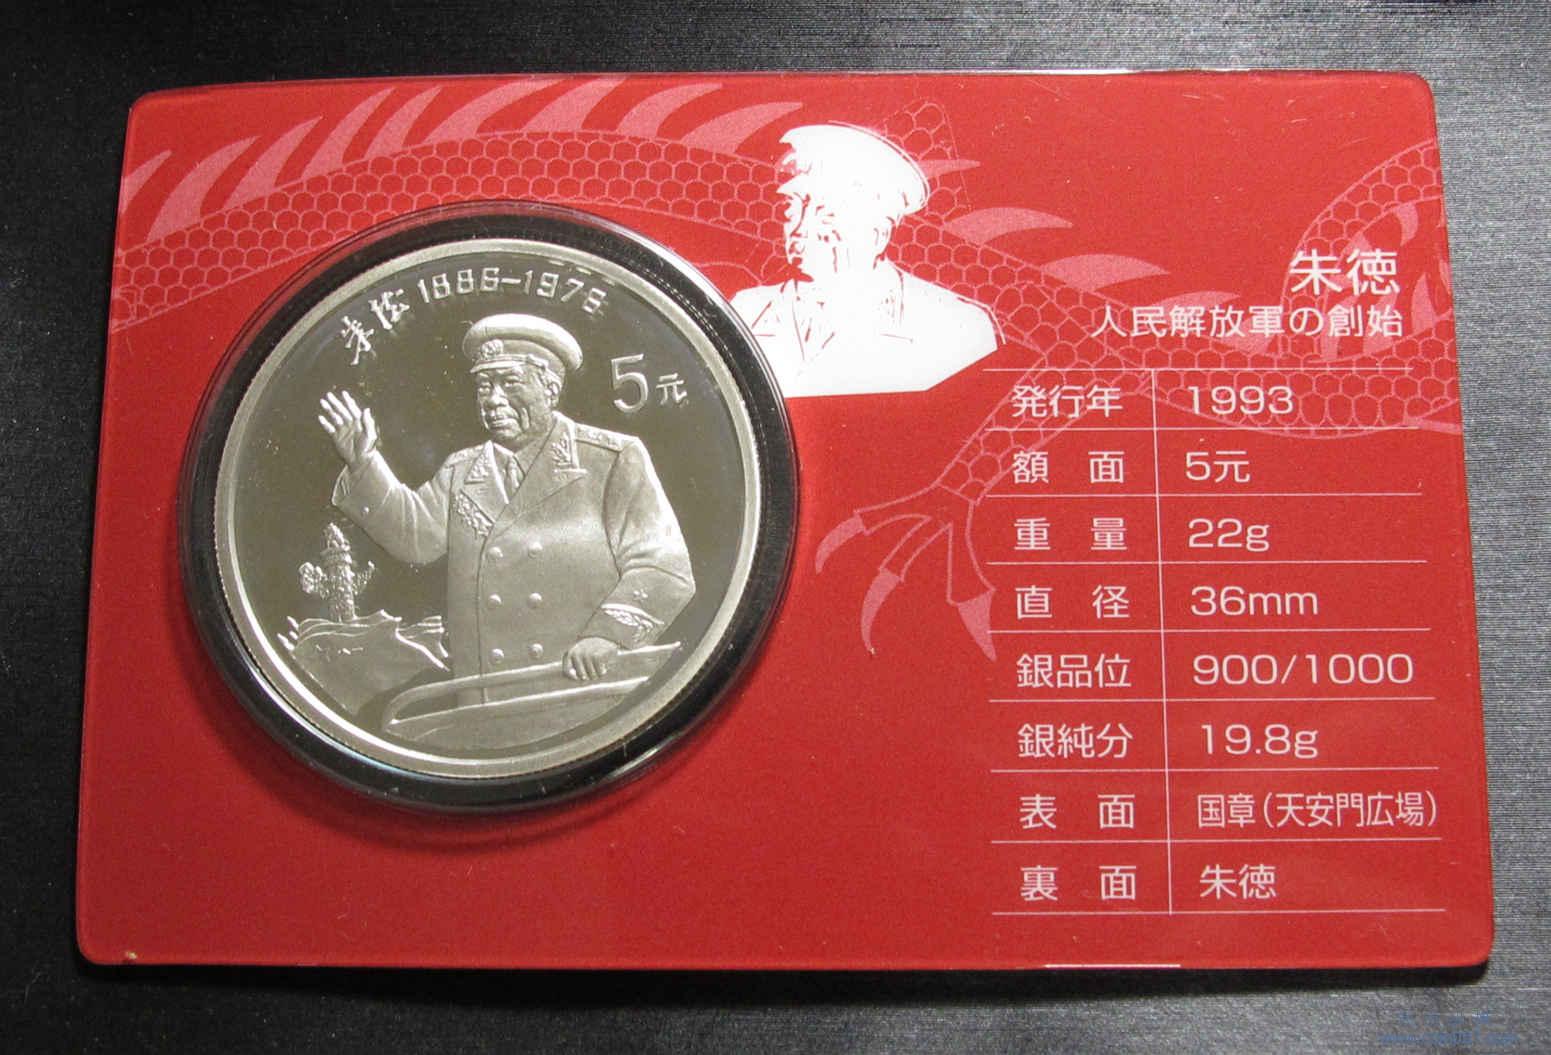 朱德 1886–1976
5元
朱徳
人民解放軍の創始
発行年 1993
額 面 5元
重 量 22g
直 径 36mm
銀品位 900/1000
銀純分 19.8g
表 面 国章(天安門広場)
裏 面 朱徳